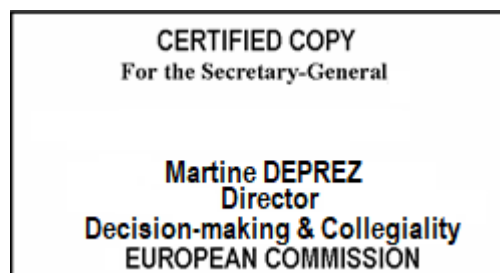 CERTIFIED COPY
For the Secretary-General
Martine DEPREZ
Director
Decision-making & Collegiality
EUROPEAN COMMISSION